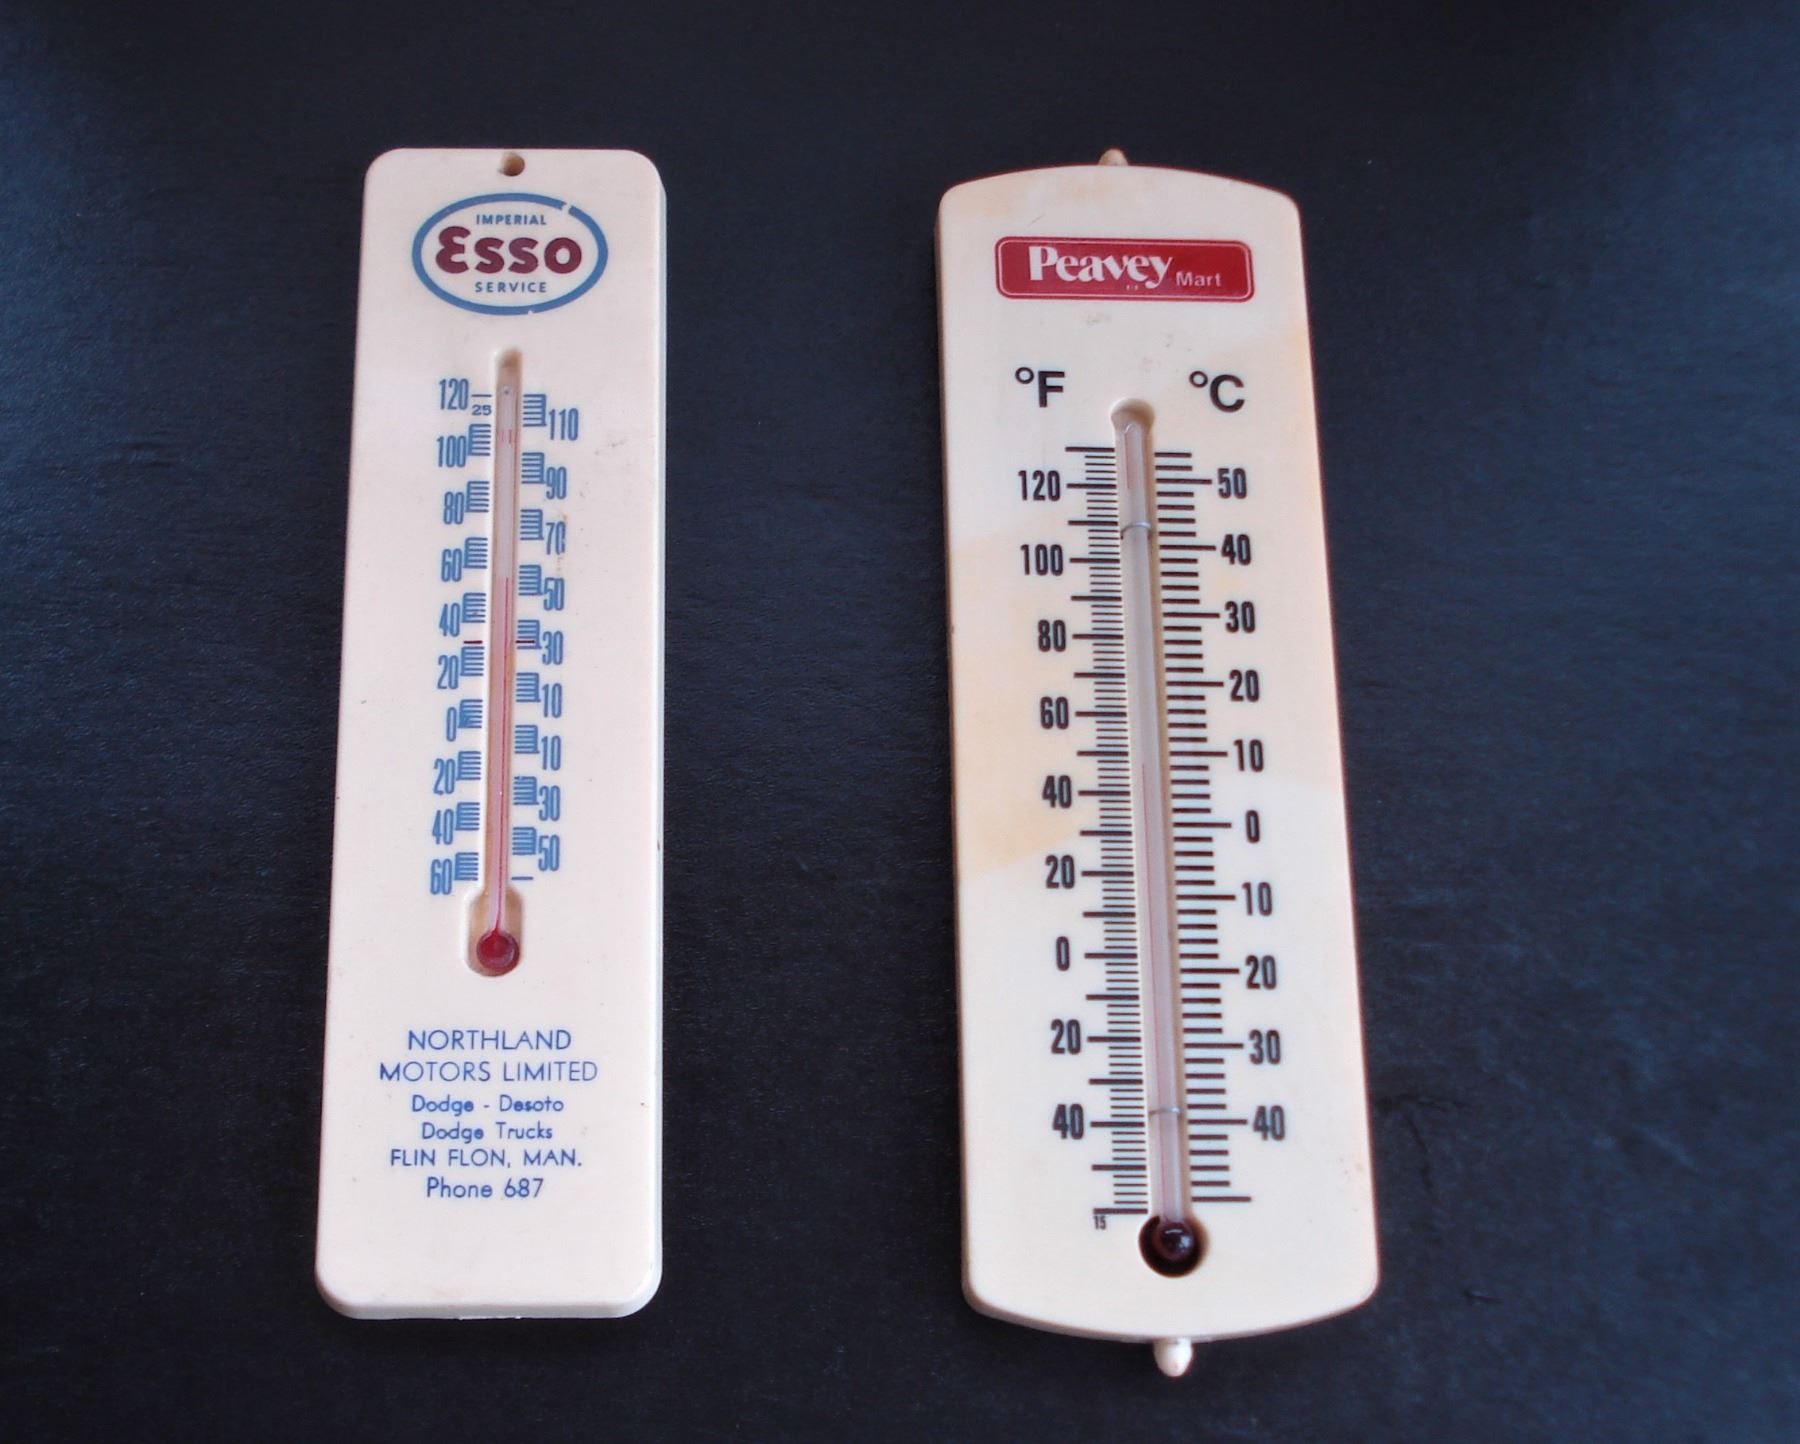 IMPERIAL
Esso
SERVICE
120
25
110
100
90
80
70
60
50
40
30
20
10
0
10
20
30
40
50
60
NORTHLAND
MOTORS LIMITED
Dodge - Desoto
Dodge Trucks
FLIN FLON, MAN.
Phone 687
Peavey Mart
°F °C
120 50
100 40
80 30
60 20
40 10
20 0
0 10
20 20
40 30
40
15